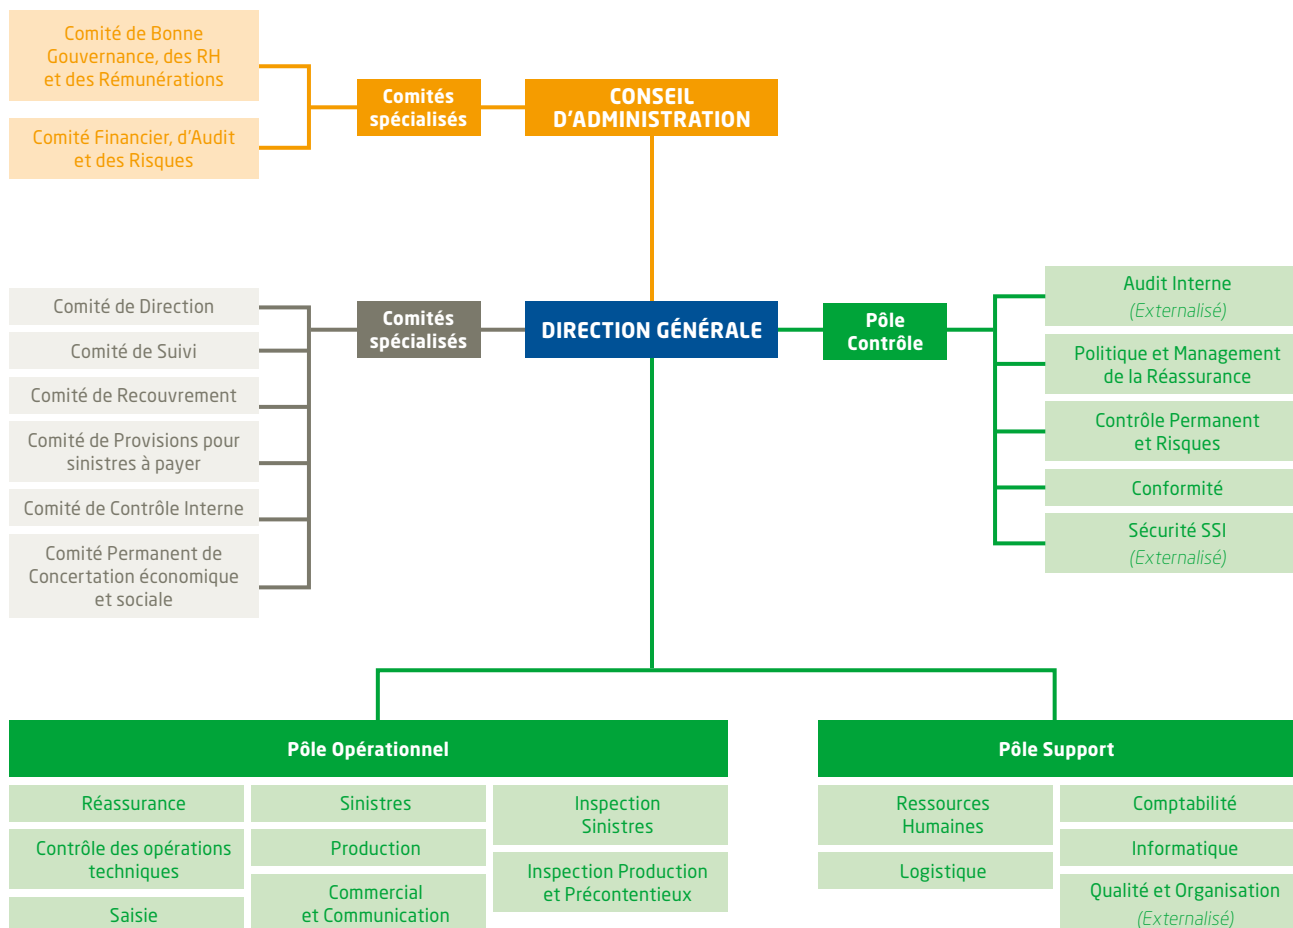 Comité de Bonne
Gouvernance, des RH
et des Rémunérations
Comité Financier, d'Audit
et des Risques
Comités
spécialisés
CONSEIL
D'ADMINISTRATION
Comité de Direction
Comité de Suivi
Comité de Recouvrement
Comité de Provisions pour
sinistres à payer
Comité de Contrôle Interne
Comité Permanent de
Concertation économique
et sociale
Comités
spécialisés
DIRECTION GÉNÉRALE
Pôle
Contrôle
Audit Interne
(Externalisé)
Politique et Management
de la Réassurance
Contrôle Permanent
et Risques
Conformité
Sécurité SSI
(Externalisé)
Pôle Opérationnel
Réassurance
Contrôle des opérations
techniques
Saisie
Sinistres
Production
Commercial
et Communication
Inspection
Sinistres
Inspection Production
et Précontentieux
Pôle Support
Ressources
Humaines
Logistique
Comptabilité
Informatique
Qualité et Organisation
(Externalisé)